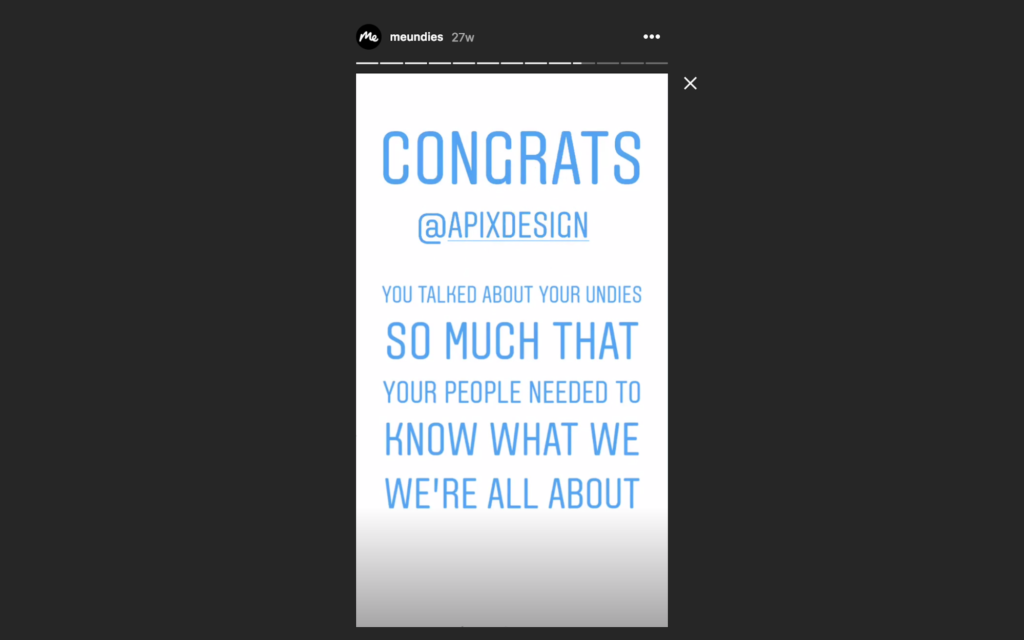 Me meundies 27w
CONGRATS
@APIXDESIGN
YOU TALKED ABOUT YOUR UNDIES
SO MUCH THAT
YOUR PEOPLE NEEDED TO
KNOW WHAT WE
WE'RE ALL ABOUT